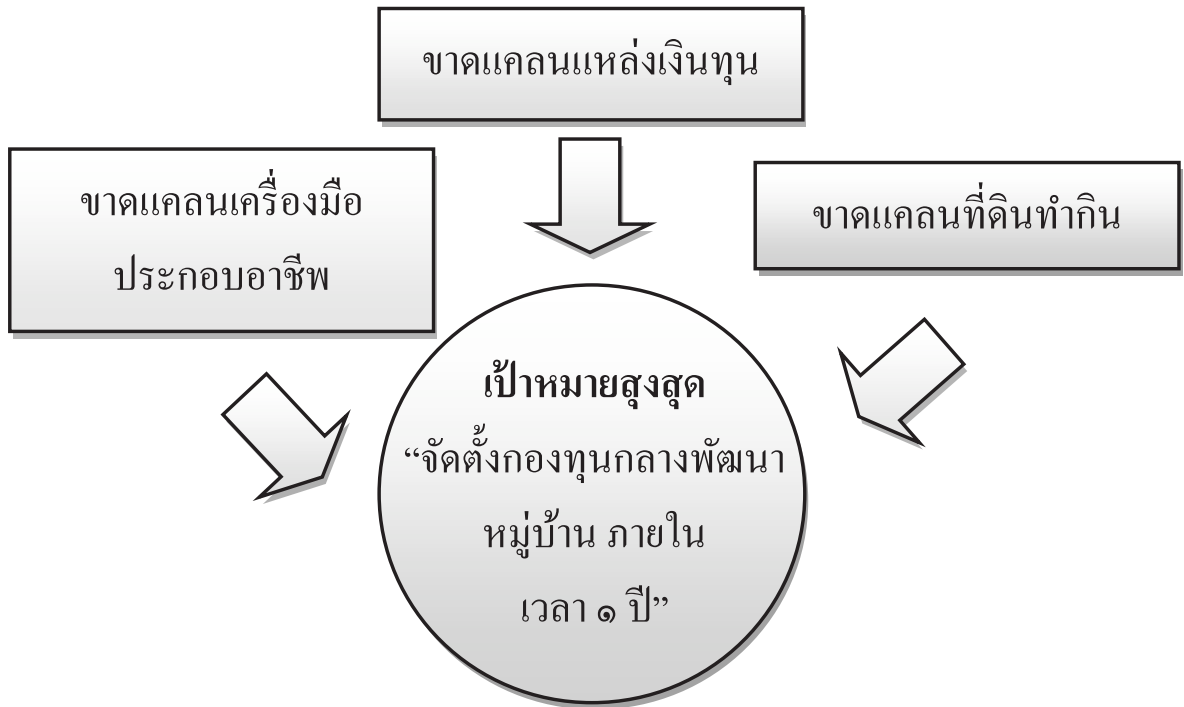 ขาดแคลนแหล่งเงินทุน
ขาดแคลนเครื่องมือ
ประกอบอาชีพ
ขาดแคลนที่ดินทำกิน
เป้าหมายสูงสุด
“จัดตั้งกองทุนกลางพัฒนา
หมู่บ้าน ภายใน
เวลา ๑ ปี”